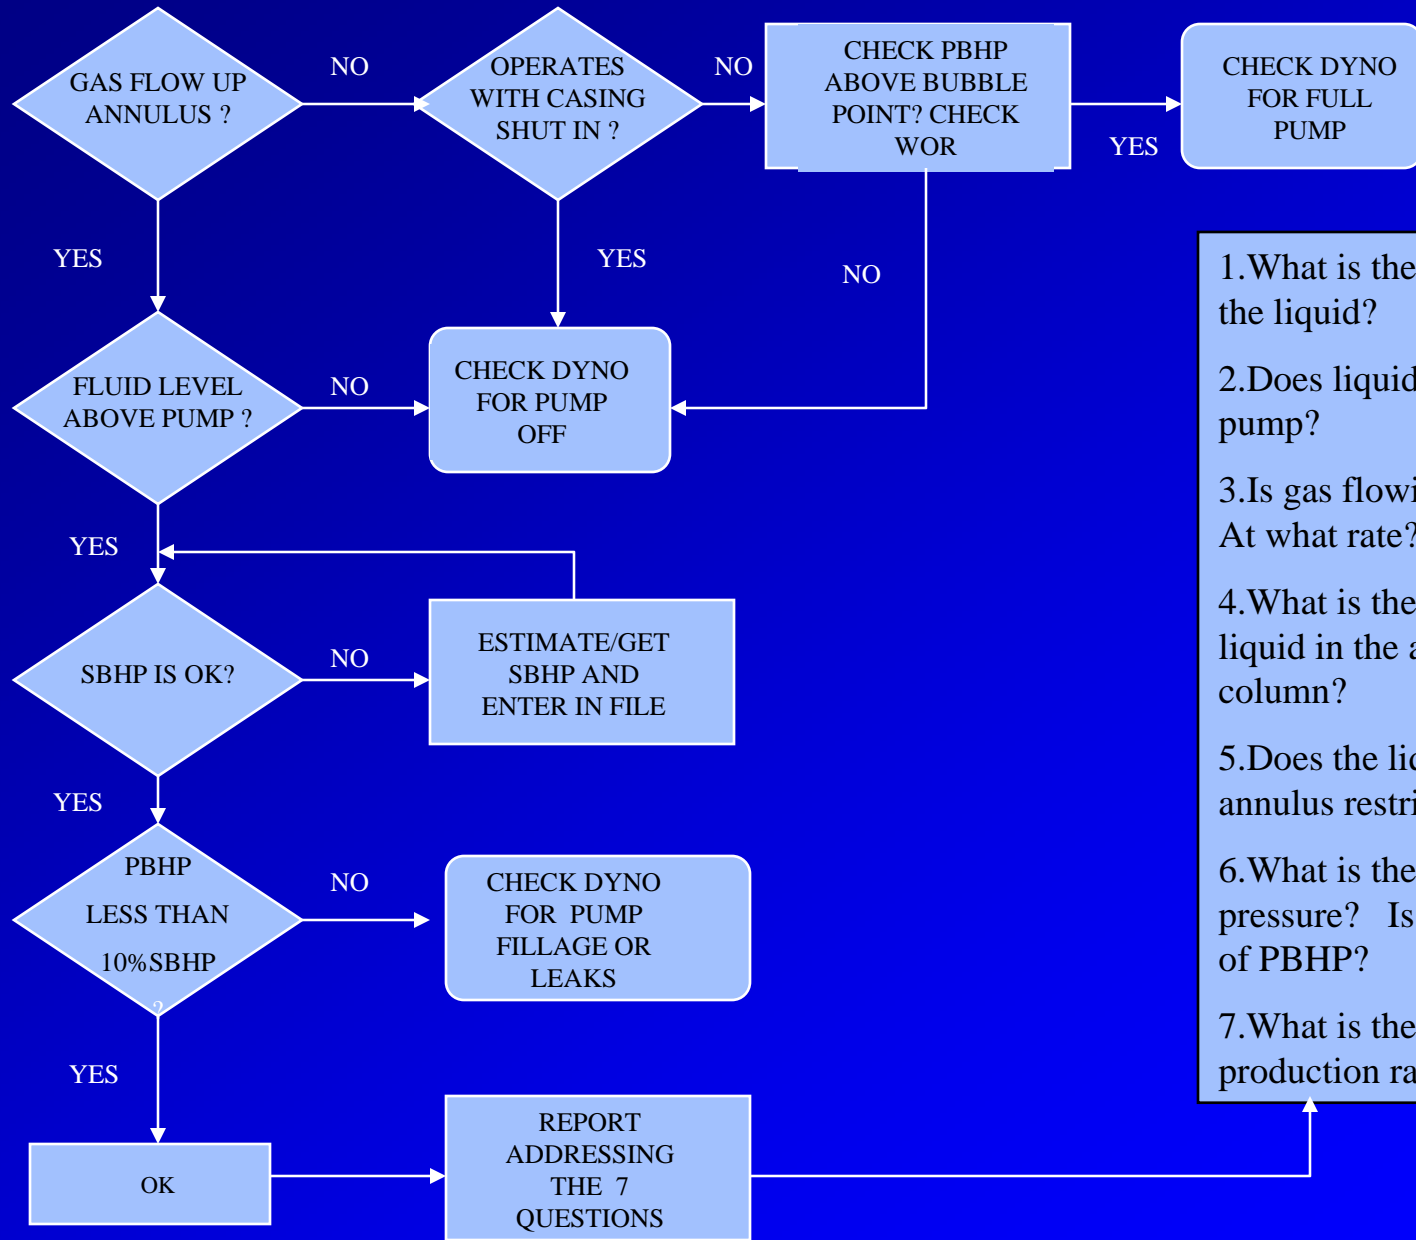 GAS FLOW UP
ANNULUS ?
NO
OPERATES
WITH CASING
SHUT IN ?
NO
CHECK PBHP
ABOVE BUBBLE
POINT? CHECK
WOR
YES
CHECK DYNO
FOR FULL
PUMP
YES
YES
NO
FLUID LEVEL
ABOVE PUMP ?
NO
CHECK DYNO
FOR PUMP
OFF
YES
SBHP IS OK?
NO
ESTIMATE/GET
SBHP AND
ENTER IN FILE
YES
PBHP
LESS THAN
10%SBHP
?
NO
CHECK DYNO
FOR PUMP
FILLAGE OR
LEAKS
YES
OK
REPORT
ADDRESSING
THE 7
QUESTIONS
1.What is the
the liquid?
2.Does liquid
pump?
3.Is gas
At what rate?
4.What is the
liquid in the
column?
5.Does the
annulus
6.What is the
pressure? Is
of PBHP?
7.What is the
production